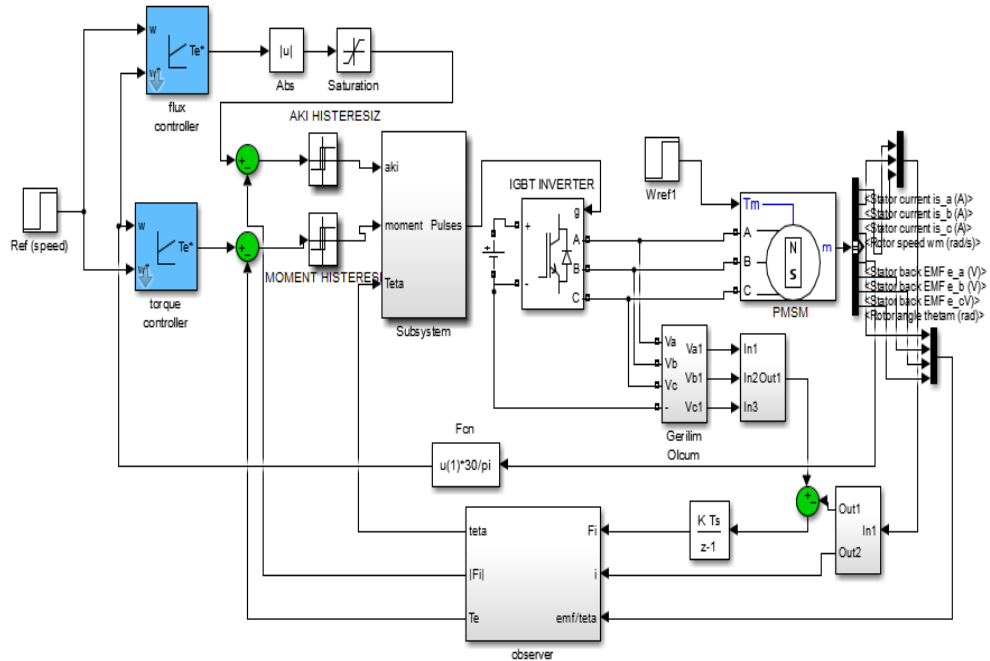 w
Te*
w*
flux
controller
|u|
Abs
Saturation
AKI HISTERESIZ
Ref (speed)
w
Te*
w*
torque
controller
MOMENT HISTERESI
aki
moment
Teta
Pulses
Subsystem
IGBT INVERTER
g
+
-
A
B
C
Wref1
Tm
A
B
C
N
S
m
PMSM
<Stator current is_a (A)>
<Stator current is_b (A)>
<Stator current is_c (A)>
<Rotor speed wm (rad/s)>
<Stator back EMF e_a (V)>
<Stator back EMF e_b (V)>
<Stator back EMF e_cV)>
<Rotor angle thetam (rad)>
Va
Vb
Vc
-
Va1
Vb1
Vc1
Gerilim
Olcum
In1
In2
In3
Out1
Fcn
u(1)*30/pi
K Ts
z-1
Out1
Out2
In1
teta
|Fi|
Te
Fi
i
emf/teta
observer